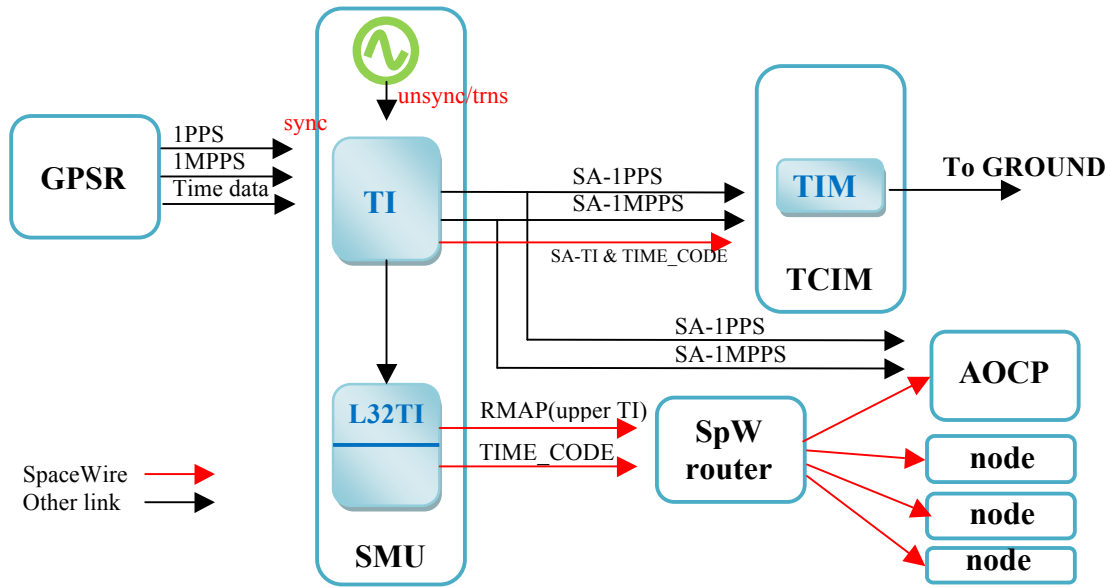 unsync/trns
1PPS
sync
1MPPS
Time data
GPSR
TI
SA-1PPS
SA-1MPPS
SA-TI & TIME_CODE
TIM
To GROUND
TCIM
SA-1PPS
SA-1MPPS
AOCP
L32TI
RMAP(upper TI)
TIME_CODE
SpW
router
node
node
node
SpaceWire
Other link
SMU